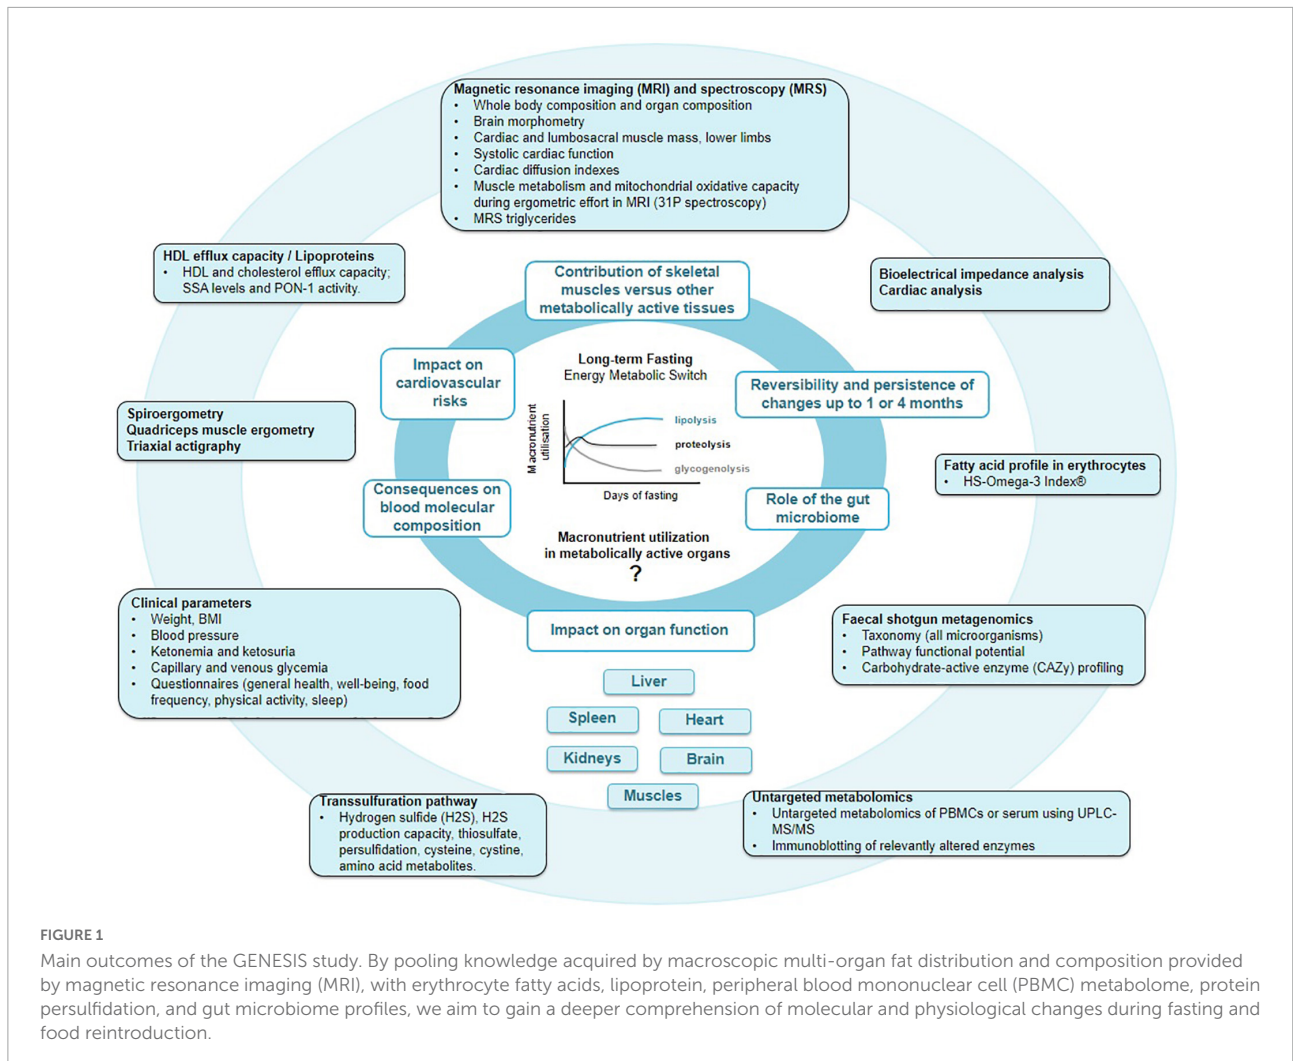 Magnetic resonance imaging (MRI) and spectroscopy (MRS)
• Whole body composition and organ composition
• Brain morphometry
• Cardiac and lumbosacral muscle mass, lower limbs
• Systolic cardiac function
• Cardiac diffusion indexes
• Muscle metabolism and mitochondrial oxidative capacity
during ergometric effort in MRI (31P spectroscopy)
• MRS triglycerides
HDL efflux capacity / Lipoproteins
• HDL and cholesterol efflux capacity;
SSA levels and PON-1 activity.
Contribution of skeletal
muscles versus other
metabolically active tissues
Bioelectrical impedance analysis
Cardiac analysis
Impact on
cardiovascular
risks
Long-term Fasting
Energy Metabolic Switch
Reversibility and persistence of
changes up to 1 or 4 months
Spiroergometry
Quadriceps muscle ergometry
Triaxial actigraphy
Macronutrient
utilisation
lipolysis
proteolysis
glycogenolysis
Days of fasting
Fatty acid profile in erythrocytes
• HS-Omega-3 Index®
Consequences on
blood molecular
composition
Role of the gut
microbiome
Macronutrient utilization
in metabolically active organs
?
Clinical parameters
• Weight, BMI
• Blood pressure
• Ketonemia and ketosuria
• Capillary and venous glycemia
• Questionnaires (general health, well-being, food
frequency, physical activity, sleep)
Impact on organ function
Faecal shotgun metagenomics
• Taxonomy (all microorganisms)
• Pathway functional potential
• Carbohydrate-active enzyme (CAZy) profiling
Liver
Spleen
Heart
Kidneys
Brain
Muscles
Transsulfuration pathway
• Hydrogen sulfide (H2S), H2S
production capacity, thiosulfate,
persulfidation, cysteine, cystine,
amino acid metabolites.
Untargeted metabolomics
• Untargeted metabolomics of PBMCs or serum using UPLC-
MS/MS
• Immunoblotting of relevantly altered enzymes
FIGURE 1
Main outcomes of the GENESIS study. By pooling knowledge acquired by macroscopic multi-organ fat distribution and composition provided
by magnetic resonance imaging (MRI), with erythrocyte fatty acids, lipoprotein, peripheral blood mononuclear cell (PBMC) metabolome, protein
persulfidation, and gut microbiome profiles, we aim to gain a deeper comprehension of molecular and physiological changes during fasting and
food reintroduction.